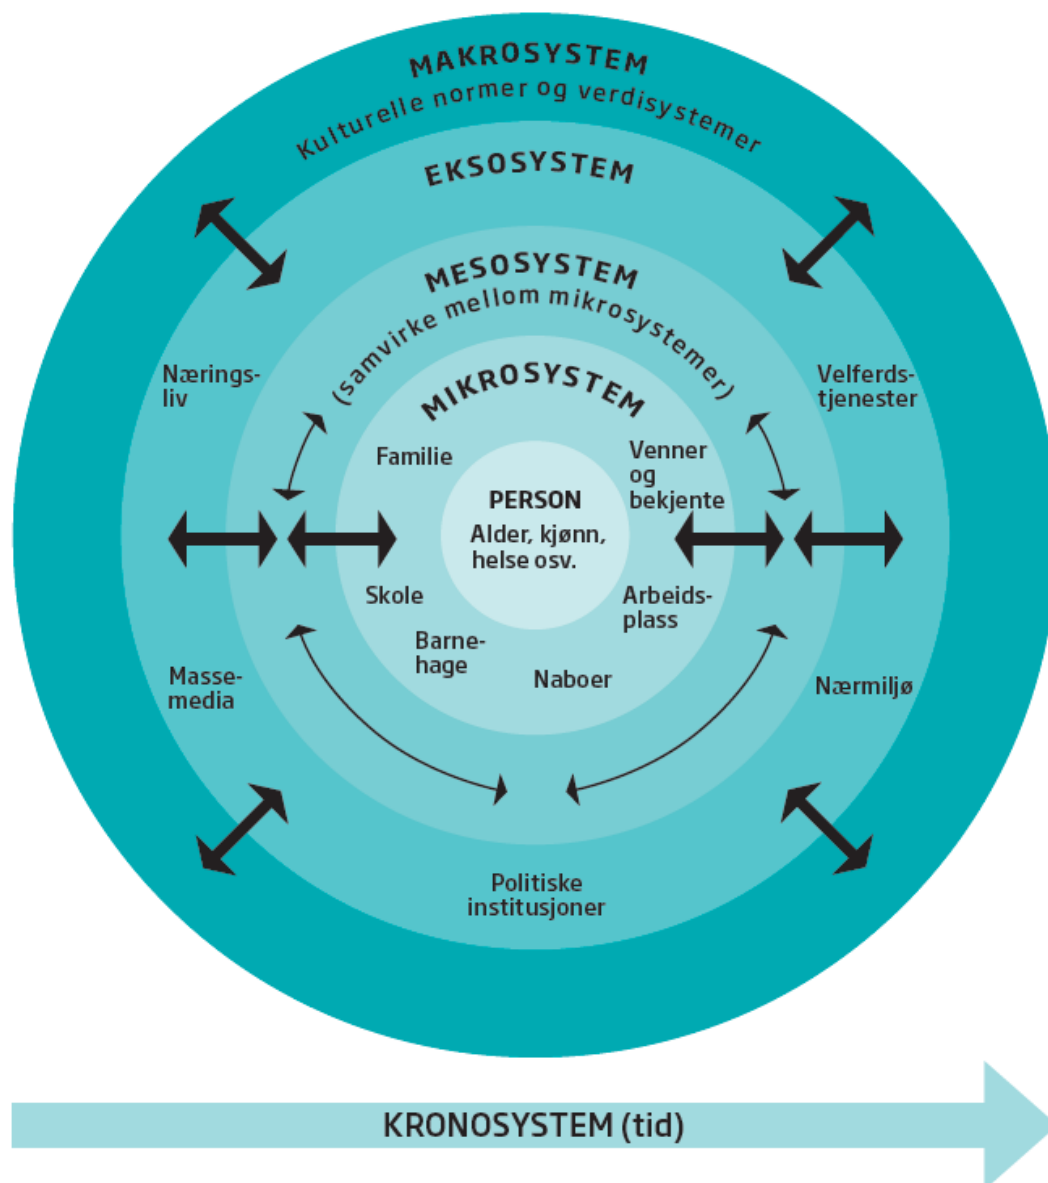 MAKROSYSTEM
Kulturelle normer og verdisystemer
EKSOSYSTEM
MESOSYSTEM
(samvirke mellom mikrosystemer)
MIKROSYSTEM
Nærings-
liv
Velferds-
tjenester
Familie
Venner
og
bekjente
PERSON
Alder, kjønn,
helse osv.
Skole
Arbeids-
plass
Barne-
hage
Naboer
Masse-
media
Nærmiljø
Politiske
institusjoner
KRONOSYSTEM (tid)